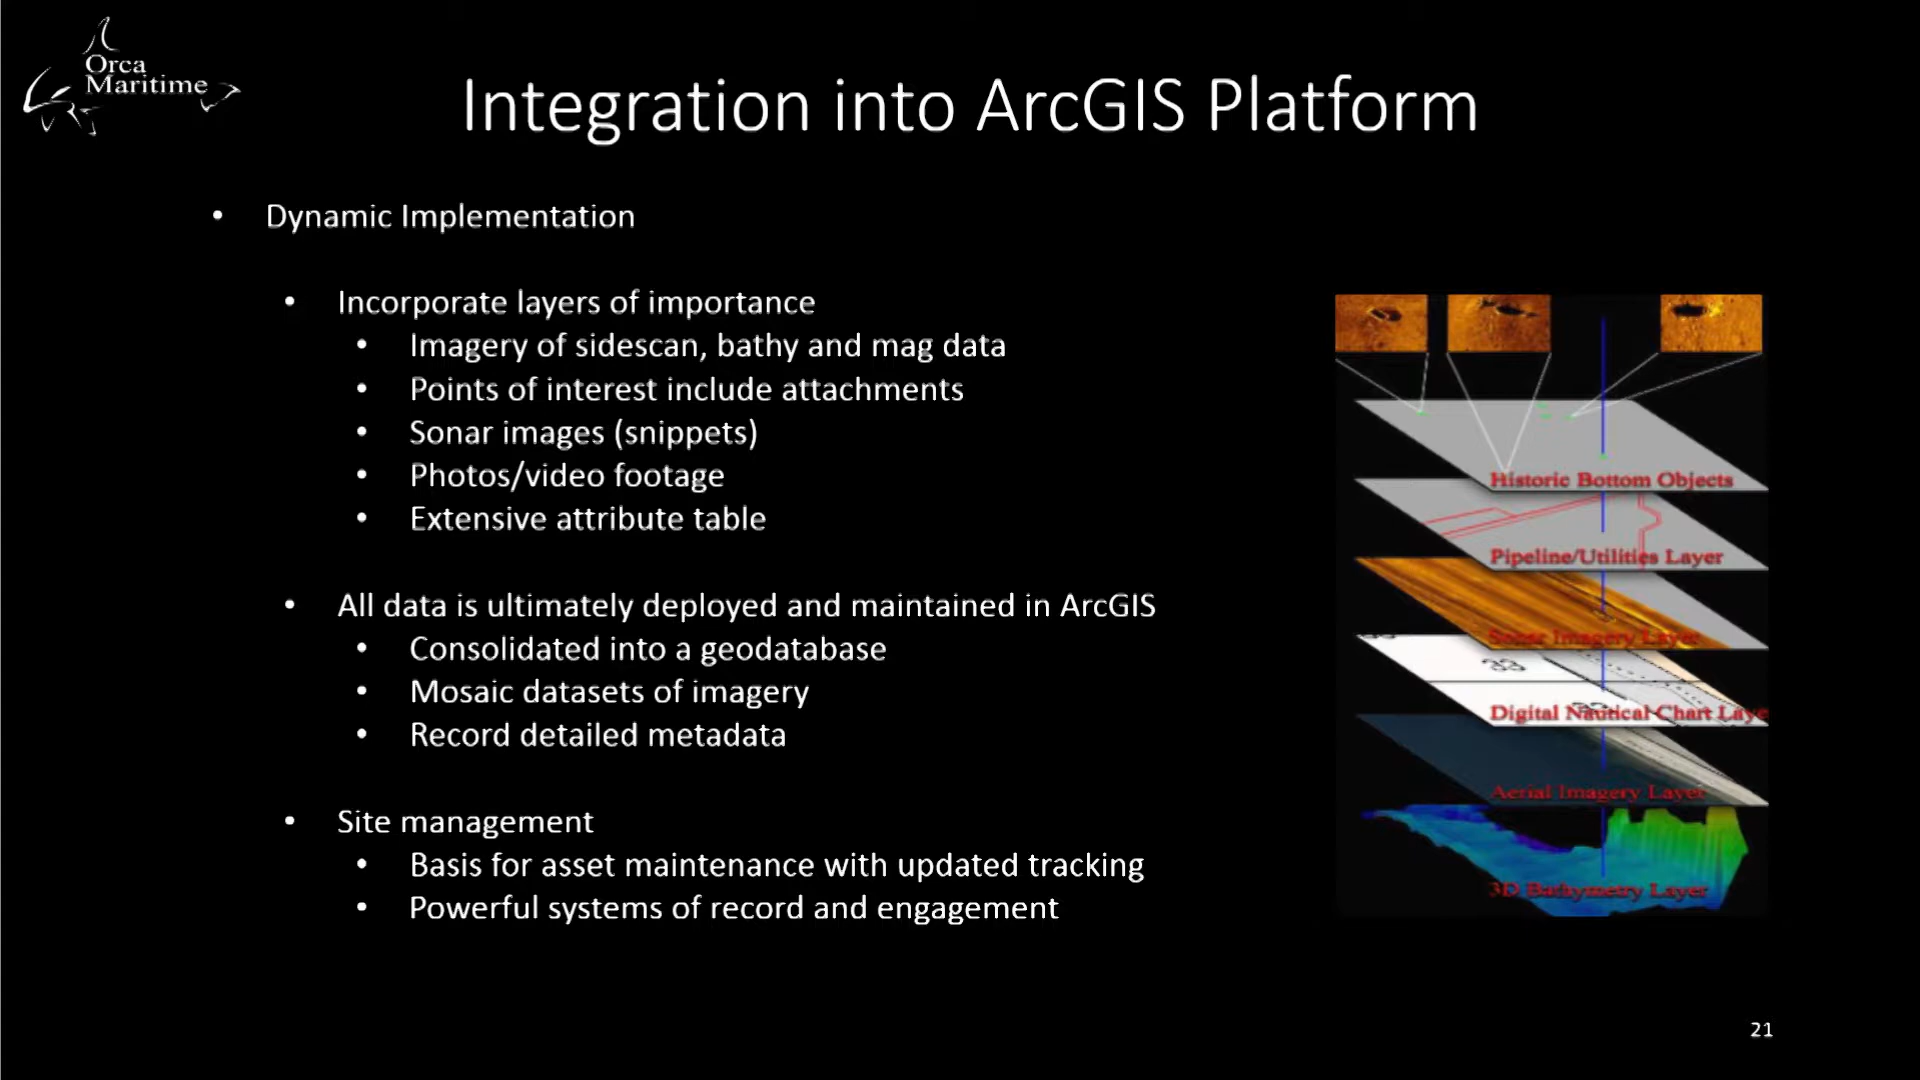 Orca
Maritime
Integration into ArcGIS Platform
• Dynamic Implementation
• Incorporate layers of importance
• Imagery of sidescan, bathy and mag data
• Points of interest include attachments
• Sonar images (snippets)
• Photos/video footage
• Extensive attribute table
• All data is ultimately deployed and maintained in ArcGIS
• Consolidated into a geodatabase
• Mosaic datasets of imagery
• Record detailed metadata
• Site management
• Basis for asset maintenance with updated tracking
• Powerful systems of record and engagement
Historic Bottom Objects
Pipeline/Utilities Layer
Sonar Imagery Layer
Digital Nautical Chart Laye
Aerial Imagery Layer
3D Bathymetry Layer
21